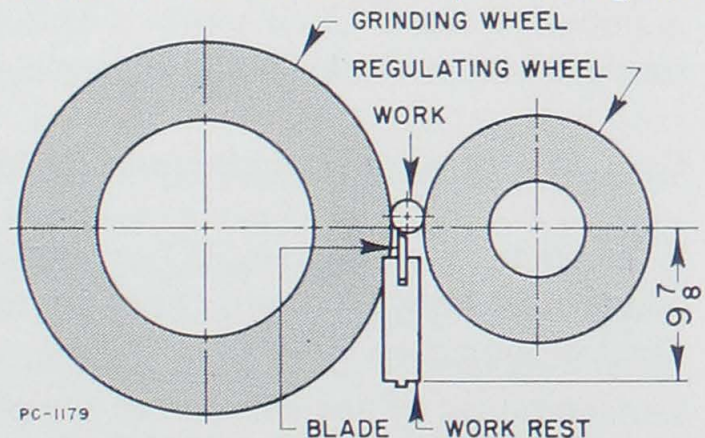 GRINDING WHEEL
REGULATING WHEEL
WORK
9 7/8
PC-1179
BLADE
WORK REST